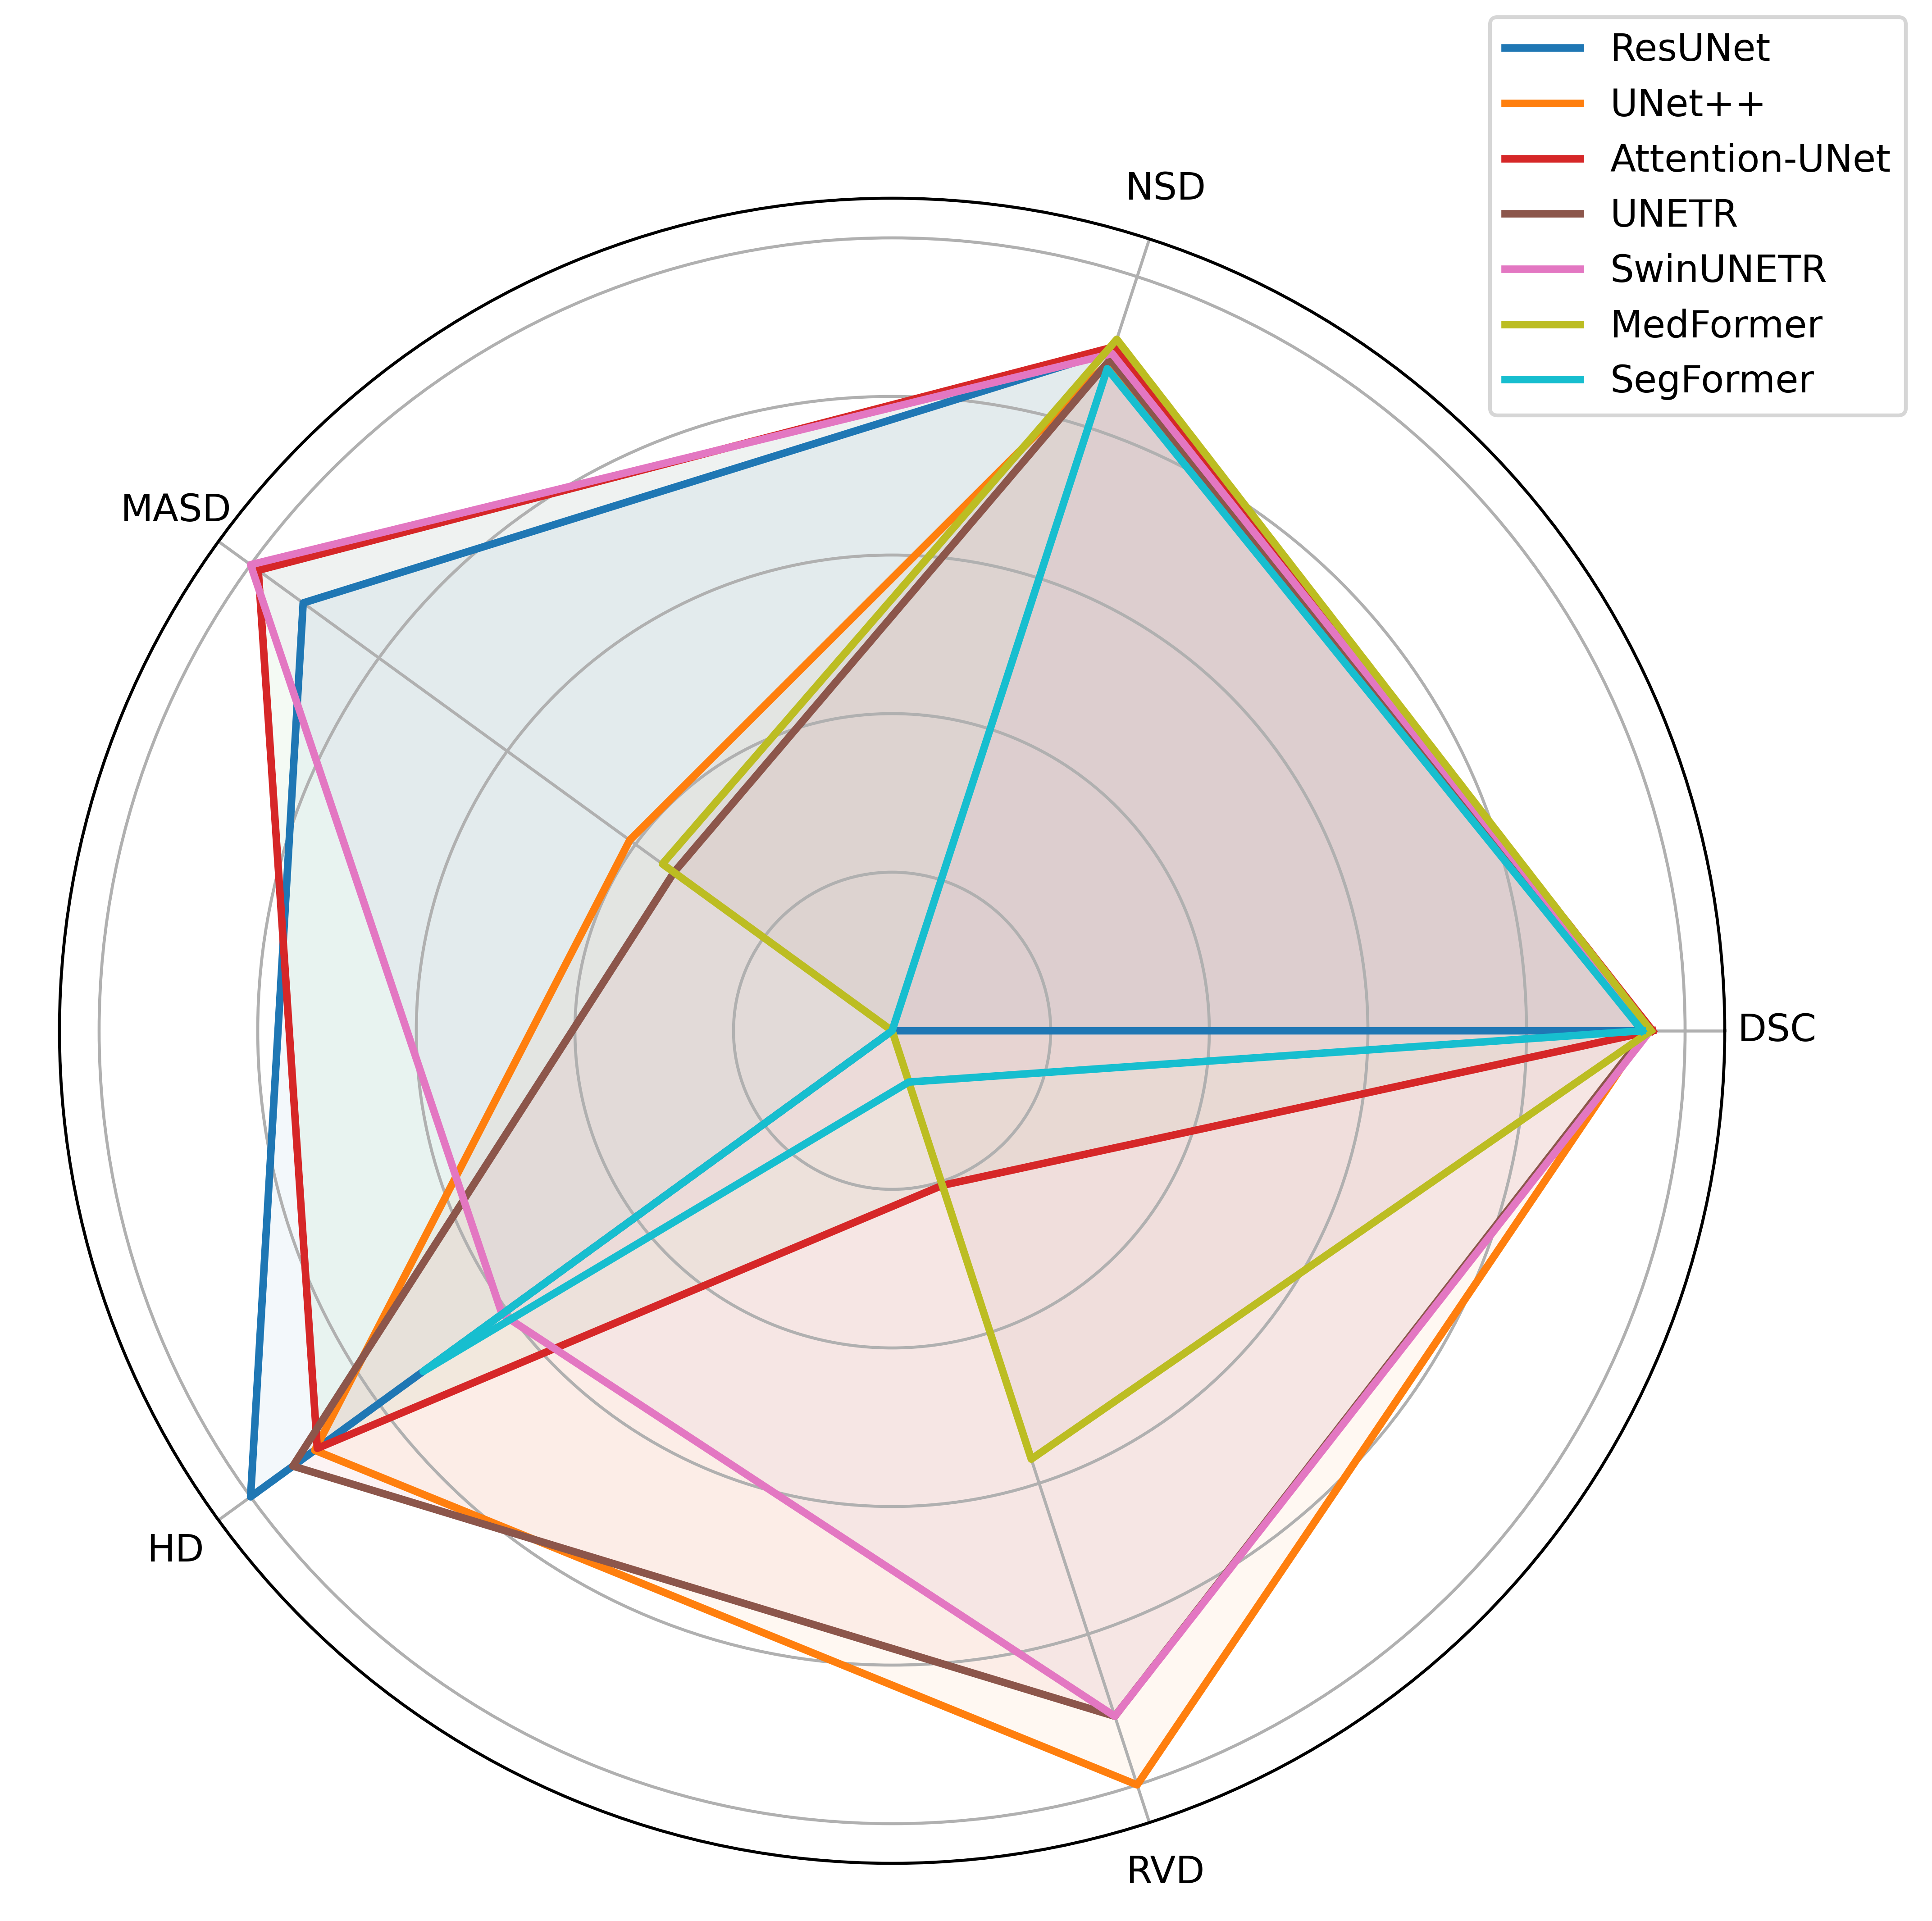 ResUNet
UNet++
Attention-UNet
UNETR
SwinUNETR
MedFormer
SegFormer
NSD
MASD
DSC
HD
RVD